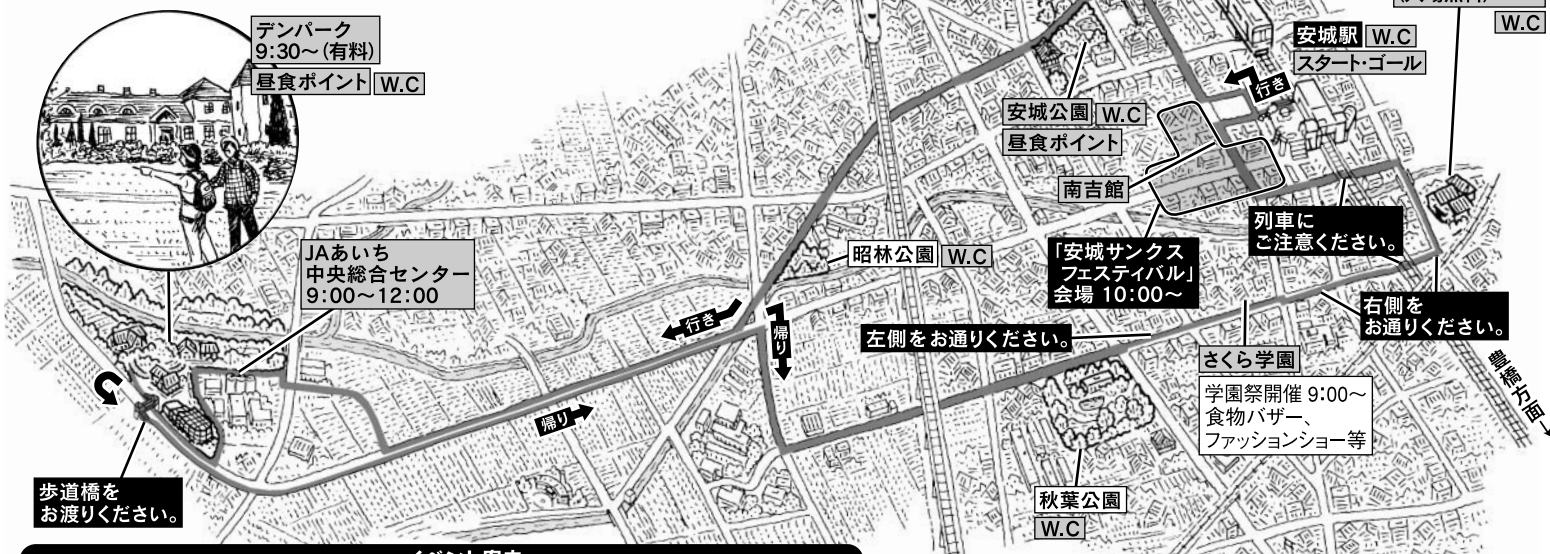 デンパーク
9:30〜(有料)
昼食ポイント W.C
W.C
安城駅 W.C
スタート・ゴール
行き
安城公園 W.C
昼食ポイント
南吉館
列車に
ご注意ください。
JAあいち
中央総合センター
9:00〜12:00
昭林公園 W.C
「安城サンクス
フェスティバル」
会場 10:00〜
行き
帰り
左側をお通りください。
右側を
お通りください。
さくら学園
学園祭開催 9:00〜
食物バザー、
ファッションショー等
豊橋方面→
帰り
歩道橋を
お渡りください。
秋葉公園
W.C